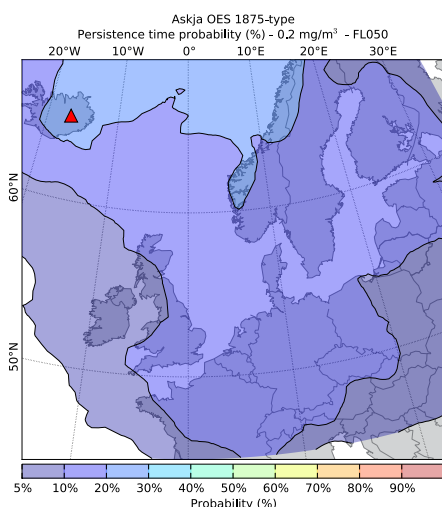 Askja OES 1875-type
Persistence time probability (%) - 0.2 mg/m³ - FL050
20°W 10°W 0° 10°E 20°E 30°E
60°N
50°N
5% 10% 20% 30% 40% 50% 60% 70% 80% 90%
Probability (%)